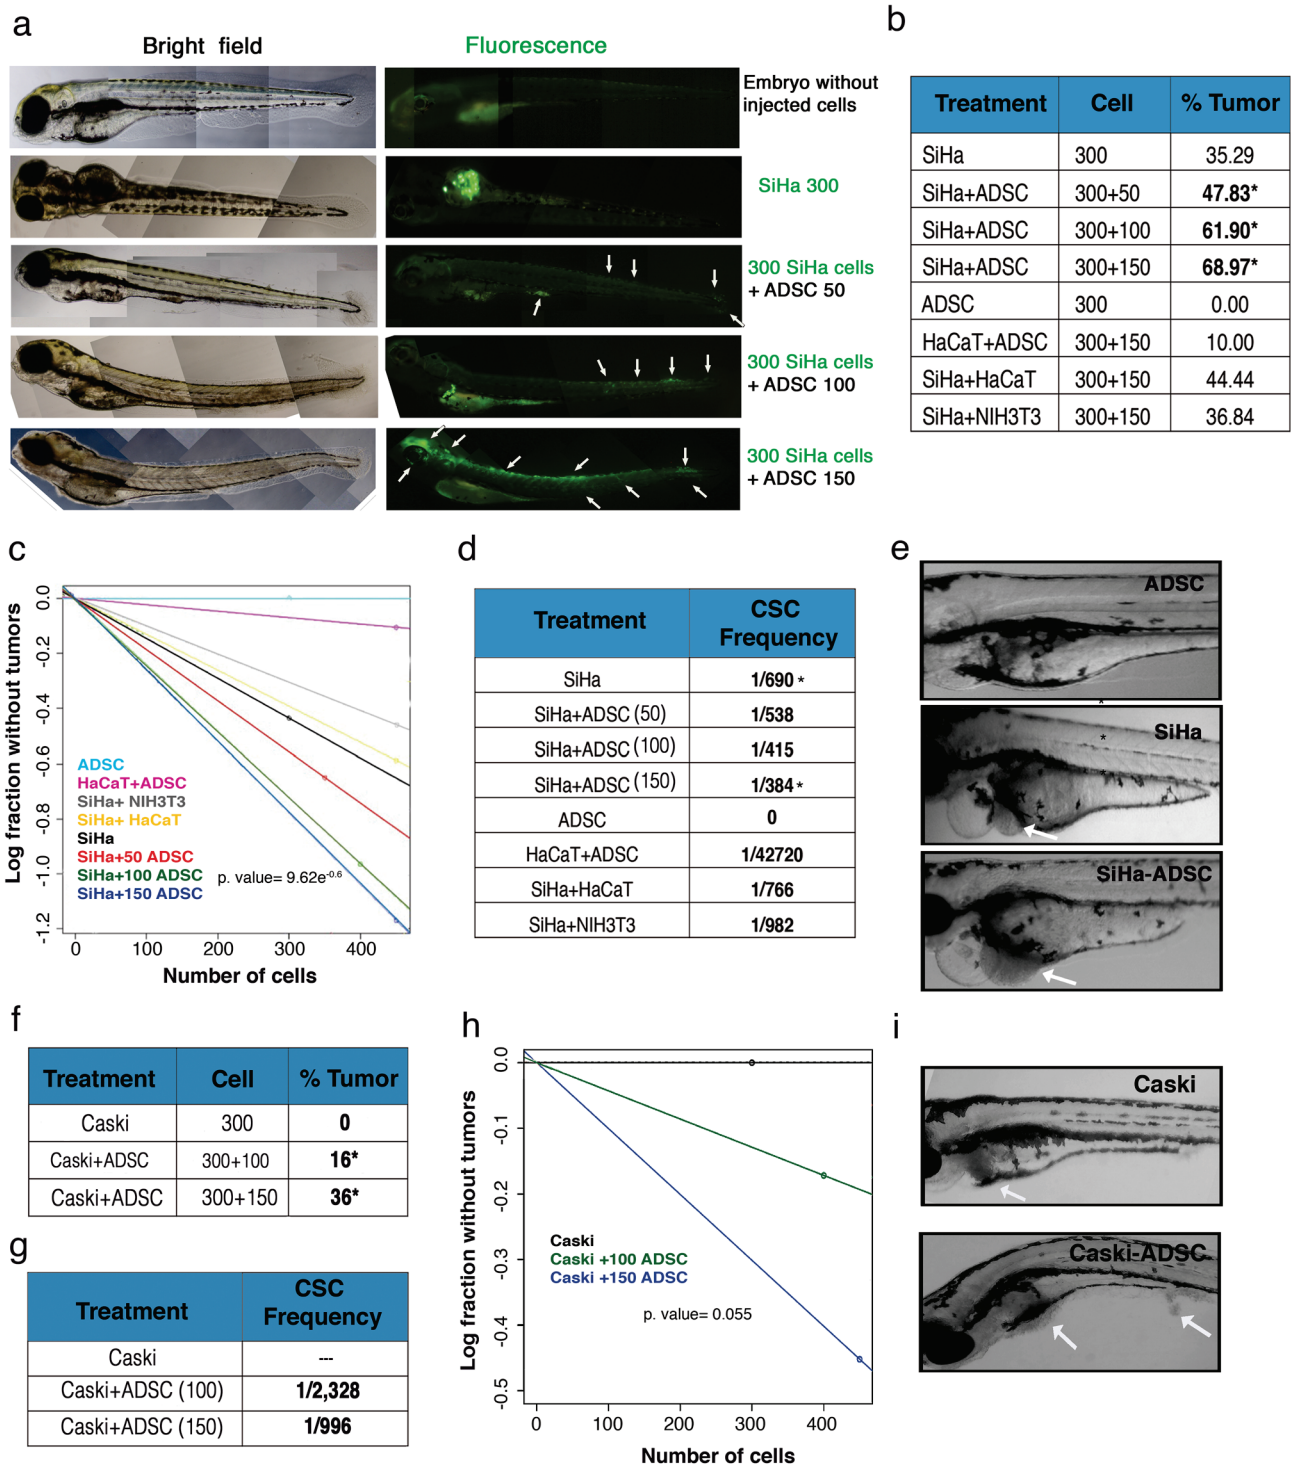 a
Bright field
Fluorescence
Embryo without
injected cells
SiHa 300
300 SiHa cells
+ ADSC 50
300 SiHa cells
+ ADSC 100
300 SiHa cells
+ ADSC 150
b
Treatment Cell % Tumor
SiHa 300 35.29
SiHa+ADSC 300+50 47.83*
SiHa+ADSC 300+100 61.90*
SiHa+ADSC 300+150 68.97*
ADSC 300 0.00
HaCaT+ADSC 300+150 10.00
SiHa+HaCaT 300+150 44.44
SiHa+NIH3T3 300+150 36.84
c
Log fraction without tumors
0.0
-0.2
-0.4
-0.6
-0.8
-1.0
-1.2
ADSC
HaCaT+ADSC
SiHa+ NIH3T3
SiHa+ HaCaT
SiHa
SiHa+50 ADSC
SiHa+100 ADSC
SiHa+150 ADSC
p. value= 9.62e-0.6
0 100 200 300 400
Number of cells
d
Treatment CSC
Frequency
SiHa 1/690 *
SiHa+ADSC (50) 1/538
SiHa+ADSC (100) 1/415
SiHa+ADSC (150) 1/384 *
ADSC 0
HaCaT+ADSC 1/42720
SiHa+HaCaT 1/766
SiHa+NIH3T3 1/982
e
ADSC
*
SiHa
*
*
SiHa-ADSC
f
Treatment Cell % Tumor
Caski 300 0
Caski+ADSC 300+100 16*
Caski+ADSC 300+150 36*
g
Treatment CSC
Frequency
Caski ---
Caski+ADSC (100) 1/2,328
Caski+ADSC (150) 1/996
h
Log fraction without tumors
0.0
-0.1
-0.2
-0.3
-0.4
-0.5
Caski
Caski +100 ADSC
Caski +150 ADSC
p. value= 0.055
0 100 200 300 400
Number of cells
i
Caski
Caski-ADSC